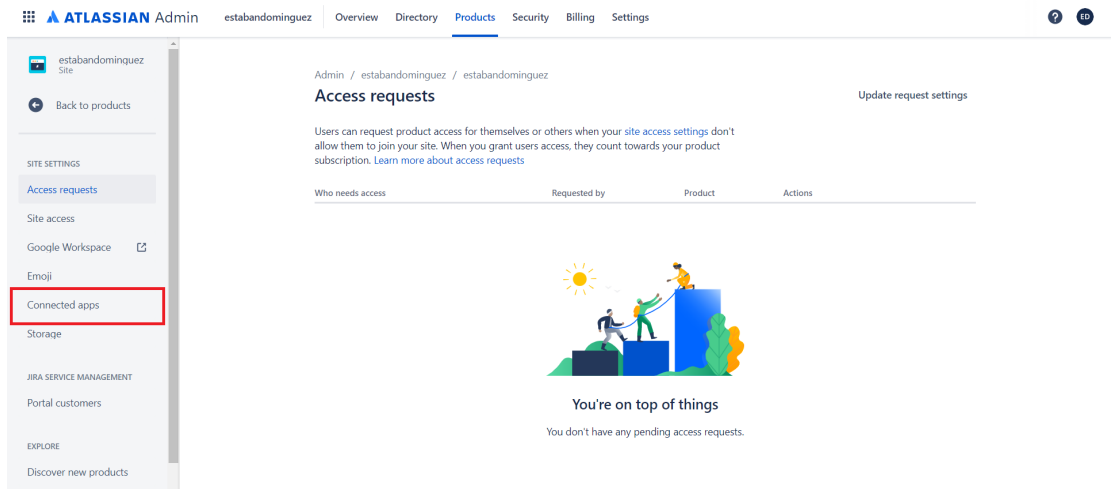 ATLASSIAN Admin estabandominguez Overview Directory Products Security Billing Settings ? ED
estabandominguez
Site
Back to products
SITE SETTINGS
Access requests
Site access
Google Workspace
Emoji
Connected apps
Storage
JIRA SERVICE MANAGEMENT
Portal customers
EXPLORE
Discover new products
Admin / estabandominguez / estabandominguez
Access requests
Update request settings
Users can request product access for themselves or others when your site access settings don't
allow them to join your site. When you grant users access, they count towards your product
subscription. Learn more about access requests
Who needs access Requested by Product Actions
You're on top of things
You don't have any pending access requests.